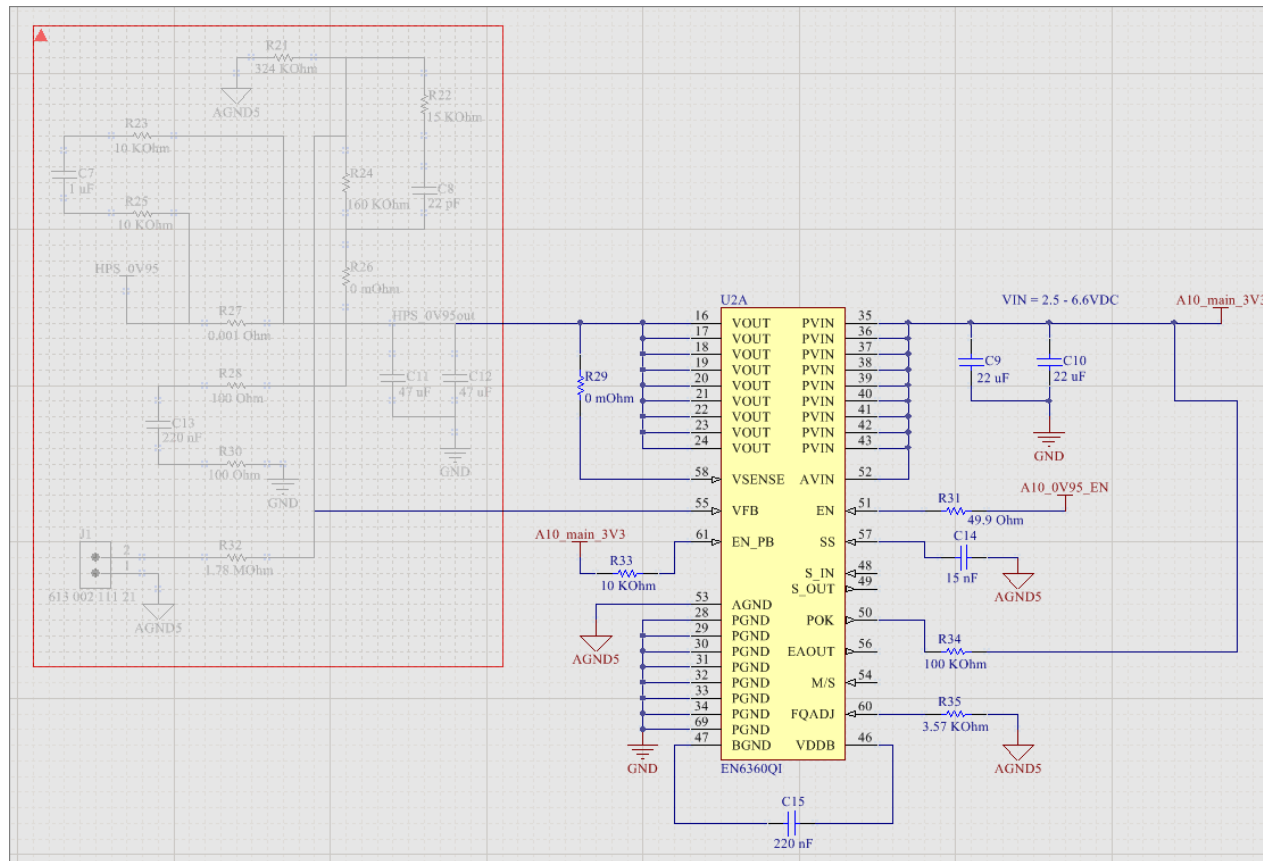 R21
324 KOhm
AGND5
R22
15 KOhm
R23
10 KOhm
C7
1 uF
R24
160 KOhm
C8
22 pF
R25
10 KOhm
HPS_0V95
R26
0 mOhm
R27
0.001 Ohm
HPS_0V95out
R28
100 Ohm
C11
47 uF
C12
47 uF
C13
220 nF
R30
100 Ohm
GND
GND
J1
2
1
613 002 111 21
R32
1.78 MOhm
AGND5
R29
0 mOhm
A10_main_3V3
R33
10 KOhm
AGND5
GND
U2A
16 VOUT PVIN 35
17 VOUT PVIN 36
18 VOUT PVIN 37
19 VOUT PVIN 38
20 VOUT PVIN 39
21 VOUT PVIN 40
22 VOUT PVIN 41
23 VOUT PVIN 42
24 VOUT PVIN 43
58 VSENSE AVIN 52
55 VFB EN 51
61 EN_PB SS 57
S_IN 48
S_OUT 49
53 AGND
28 PGND POK 50
29 PGND
30 PGND EAOUT 56
31 PGND
32 PGND M/S 54
33 PGND
34 PGND FQADJ 60
69 PGND
47 BGND VDDB 46
EN6360QI
C15
220 nF
VIN = 2.5 - 6.6VDC
A10_main_3V3
C9
22 uF
C10
22 uF
GND
A10_0V95_EN
R31
49.9 Ohm
C14
15 nF
AGND5
R34
100 KOhm
R35
3.57 KOhm
AGND5